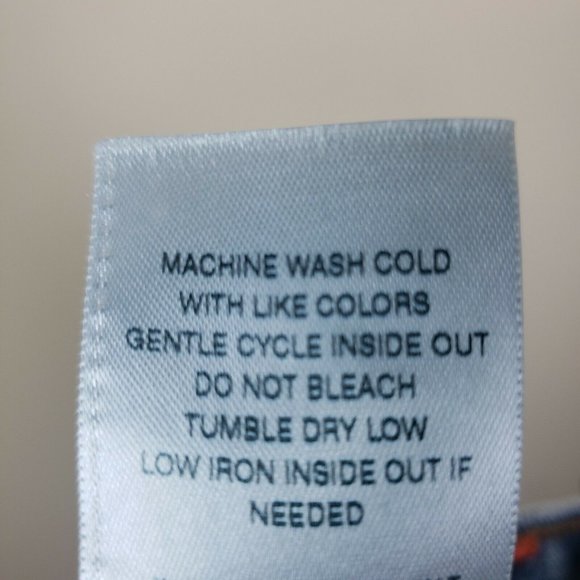 MACHINE WASH COLD
WITH LIKE COLORS
GENTLE CYCLE INSIDE OUT
DO NOT BLEACH
TUMBLE DRY LOW
LOW IRON INSIDE OUT IF
NEEDED